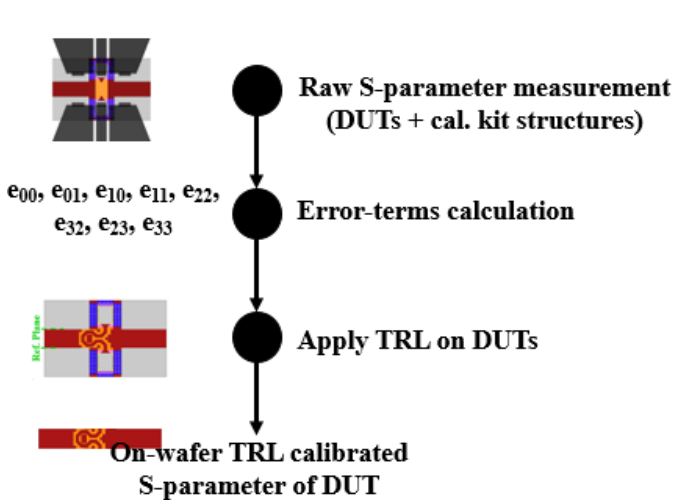 Raw S-parameter measurement
(DUTs + cal. kit structures)
e00, e01, e10, e11, e22,
e32, e23, e33
Error-terms calculation
Ref. Plane
Apply TRL on DUTs
On-wafer TRL calibrated
S-parameter of DUT